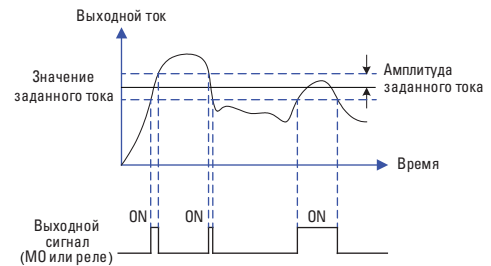 Выходной ток
Значение
заданного тока
Амплитуда
заданного тока
Время
ON
ON
ON
Выходной
сигнал
(МО или реле)